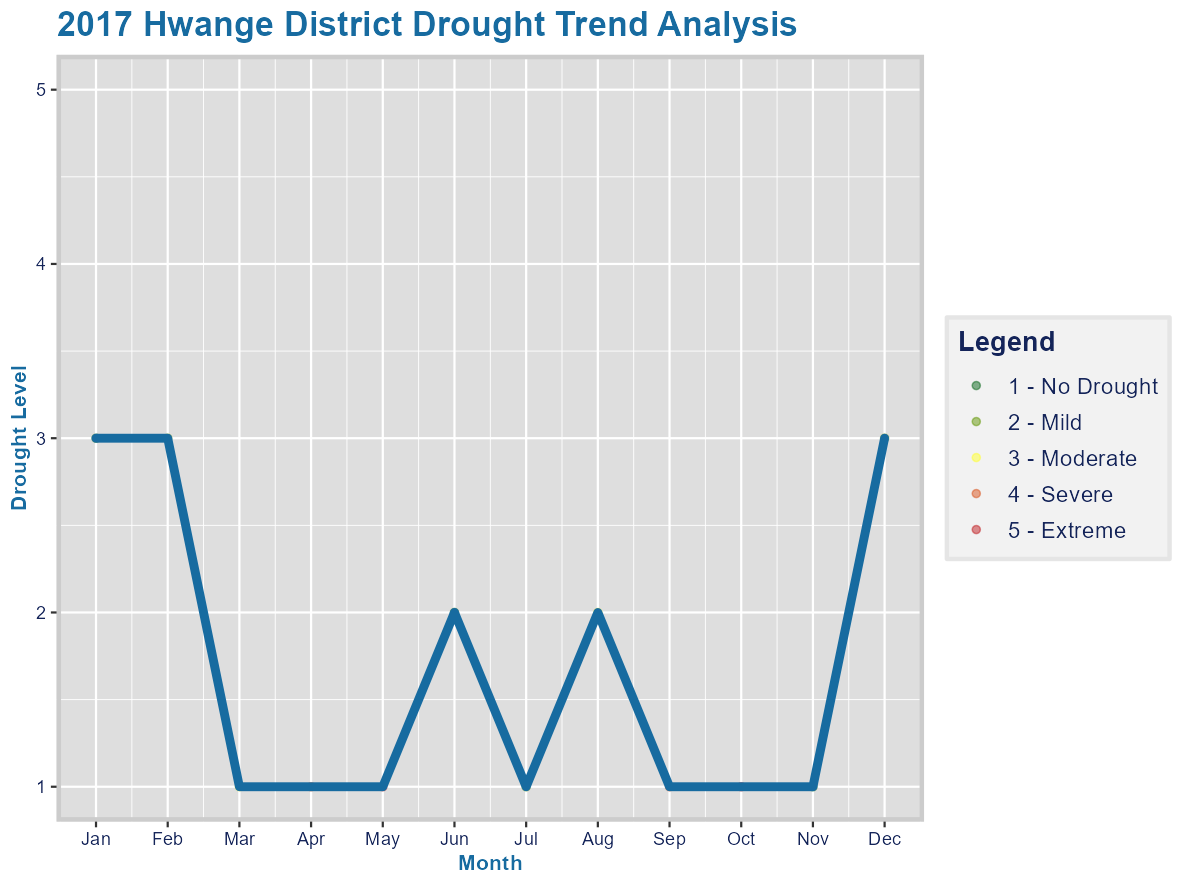 2017 Hwange District Drought Trend Analysis
Drought Level
5
4
3
2
1
Jan Feb Mar Apr May Jun Jul Aug Sep Oct Nov Dec
Month
Legend
1 - No Drought
2 - Mild
3 - Moderate
4 - Severe
5 - Extreme